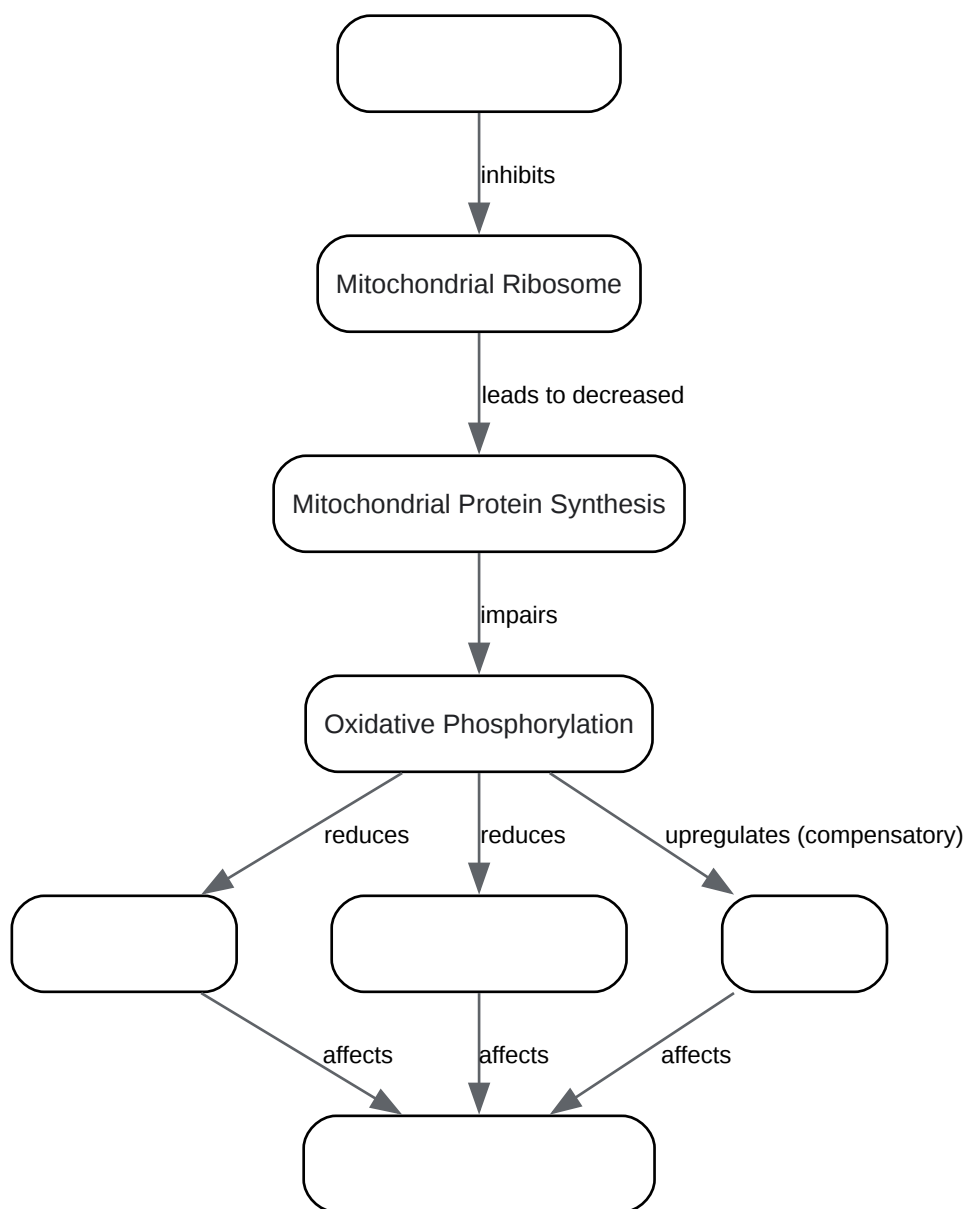 inhibits
Mitochondrial Ribosome
leads to decreased
Mitochondrial Protein Synthesis
impairs
Oxidative Phosphorylation
reduces
reduces
upregulates (compensatory)
affects
affects
affects